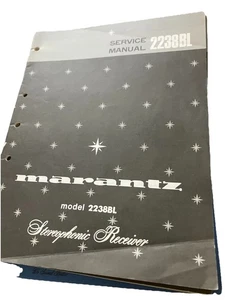 SERVICE
MANUAL 2238BL
marantz
model 2238BL
Stereophonic Receiver